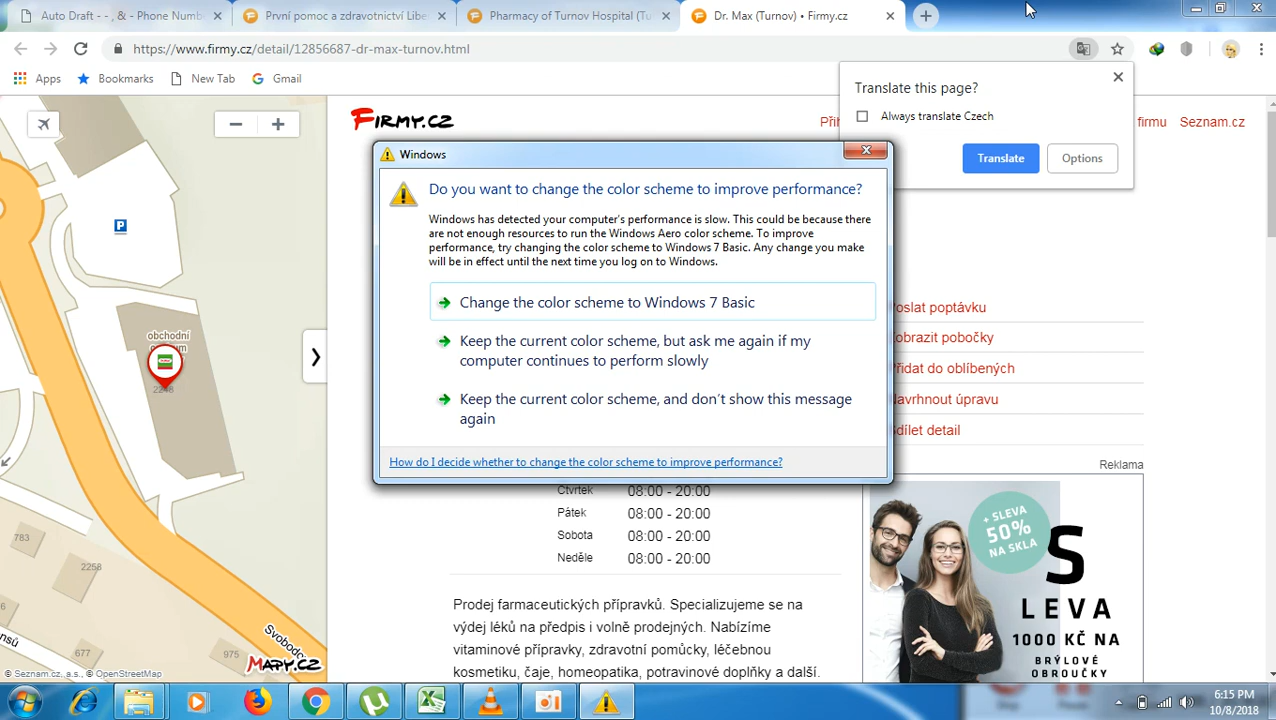 Auto Draft - - , & - Phone Numb
První pomoc a zdravotnictví Libe
Pharmacy of Turnov Hospital (Tur
Dr. Max (Turnov) • Firmy.cz
https://www.firmy.cz/detail/12856687-dr-max-turnov.html
Apps
Bookmarks
New Tab
Gmail
Translate this page?
Always translate Czech
Translate
Options
FIRMY.CZ
Přih
firmu
Seznam.cz
Windows
Do you want to change the color scheme to improve performance?
Windows has detected your computer's performance is slow. This could be because there
are not enough resources to run the Windows Aero color scheme. To improve
performance, try changing the color scheme to Windows 7 Basic. Any change you make
will be in effect until the next time you log on to Windows.
Change the color scheme to Windows 7 Basic
Keep the current color scheme, but ask me again if my
computer continues to perform slowly
Keep the current color scheme, and don't show this message
again
How do I decide whether to change the color scheme to improve performance?
P
obchodní
2248
783
2258
677
975
Svobodo
Mapy.cz
© Seznam.cz, a.s., © OpenStreetMap
oslat poptávku
obrazit pobočky
řidat do oblíbených
avrhnout úpravu
dílet detail
Reklama
Čtvrtek 08:00 - 20:00
Pátek 08:00 - 20:00
Sobota 08:00 - 20:00
Neděle 08:00 - 20:00
Prodej farmaceutických přípravků. Specializujeme se na
výdej léků na předpis i volně prodejných. Nabízíme
vitaminové přípravky, zdravotní pomůcky, léčebnou
kosmetiku, čaje, homeopatika, potravinové doplňky a další.
+ SLEVA
50%
NA SKLA
S
LEVA
1000 KČ NA
BRÝLOVÉ
OBROUČKY
6:15 PM
10/8/2018